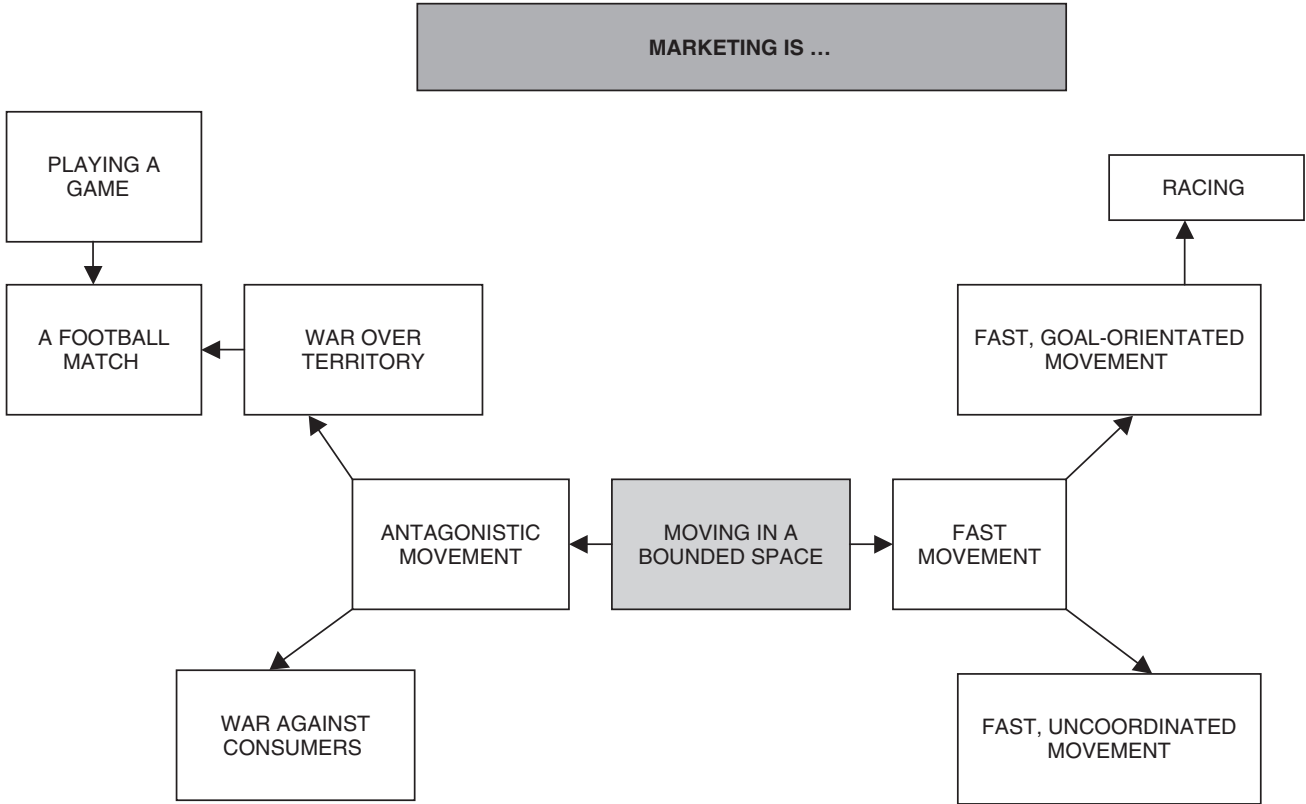 MARKETING IS …
PLAYING A
GAME
RACING
A FOOTBALL
MATCH
WAR OVER
TERRITORY
FAST, GOAL-ORIENTATED
MOVEMENT
ANTAGONISTIC
MOVEMENT
MOVING IN A
BOUNDED SPACE
FAST
MOVEMENT
WAR AGAINST
CONSUMERS
FAST, UNCOORDINATED
MOVEMENT